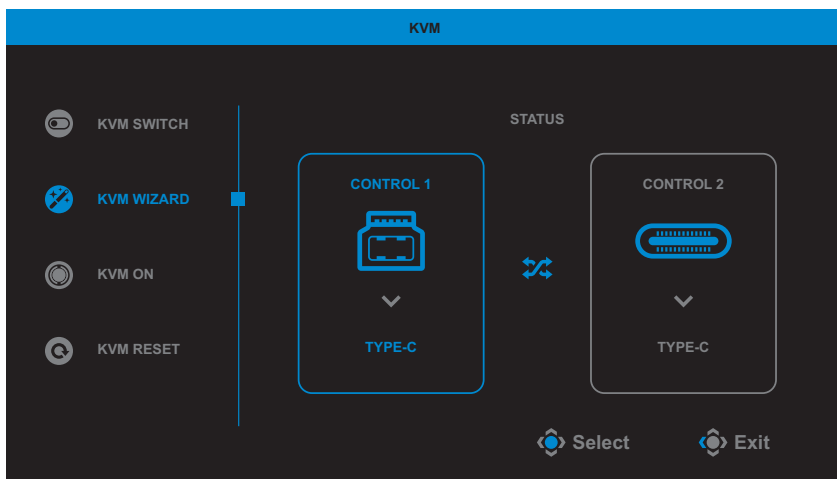 KVM
KVM SWITCH
KVM WIZARD
KVM ON
KVM RESET
STATUS
CONTROL 1
TYPE-C
CONTROL 2
TYPE-C
Select
Exit